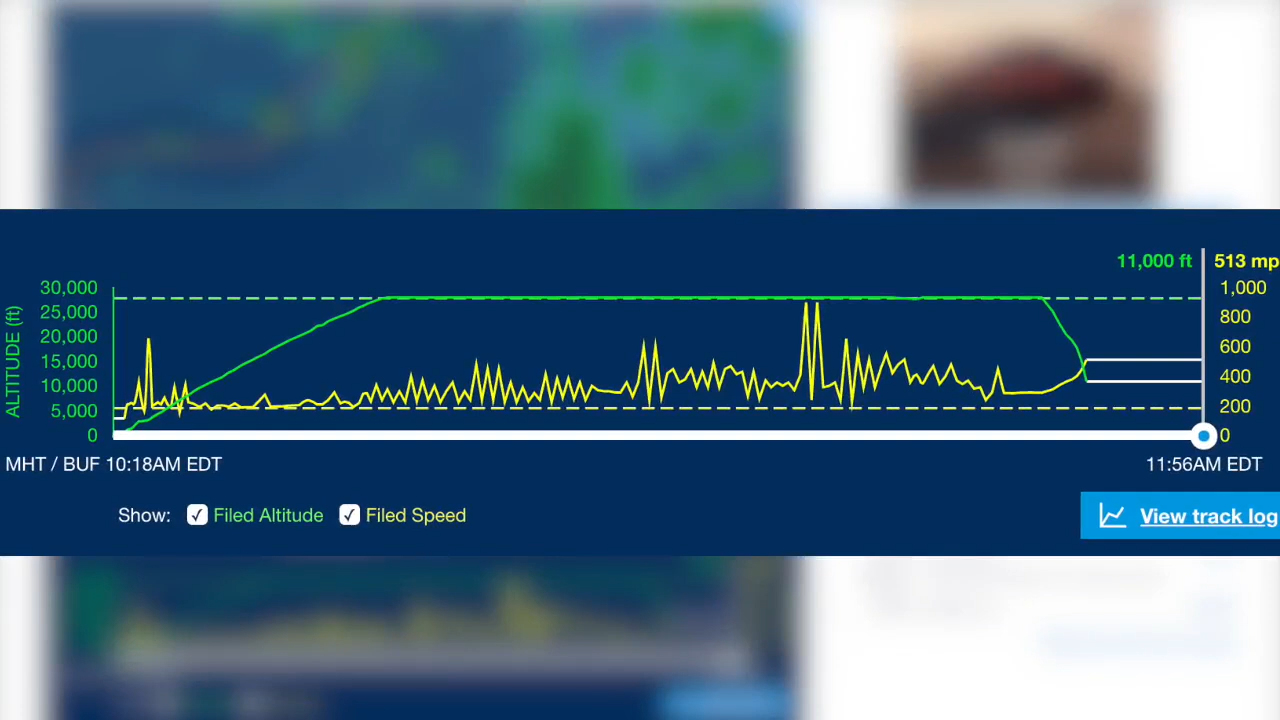 11,000 ft
513 mp
30,000
25,000
20,000
15,000
10,000
5,000
0
ALTITUDE (ft)
1,000
800
600
400
200
0
MHT / BUF 10:18AM EDT
11:56AM EDT
Show: Filed Altitude Filed Speed
View track log